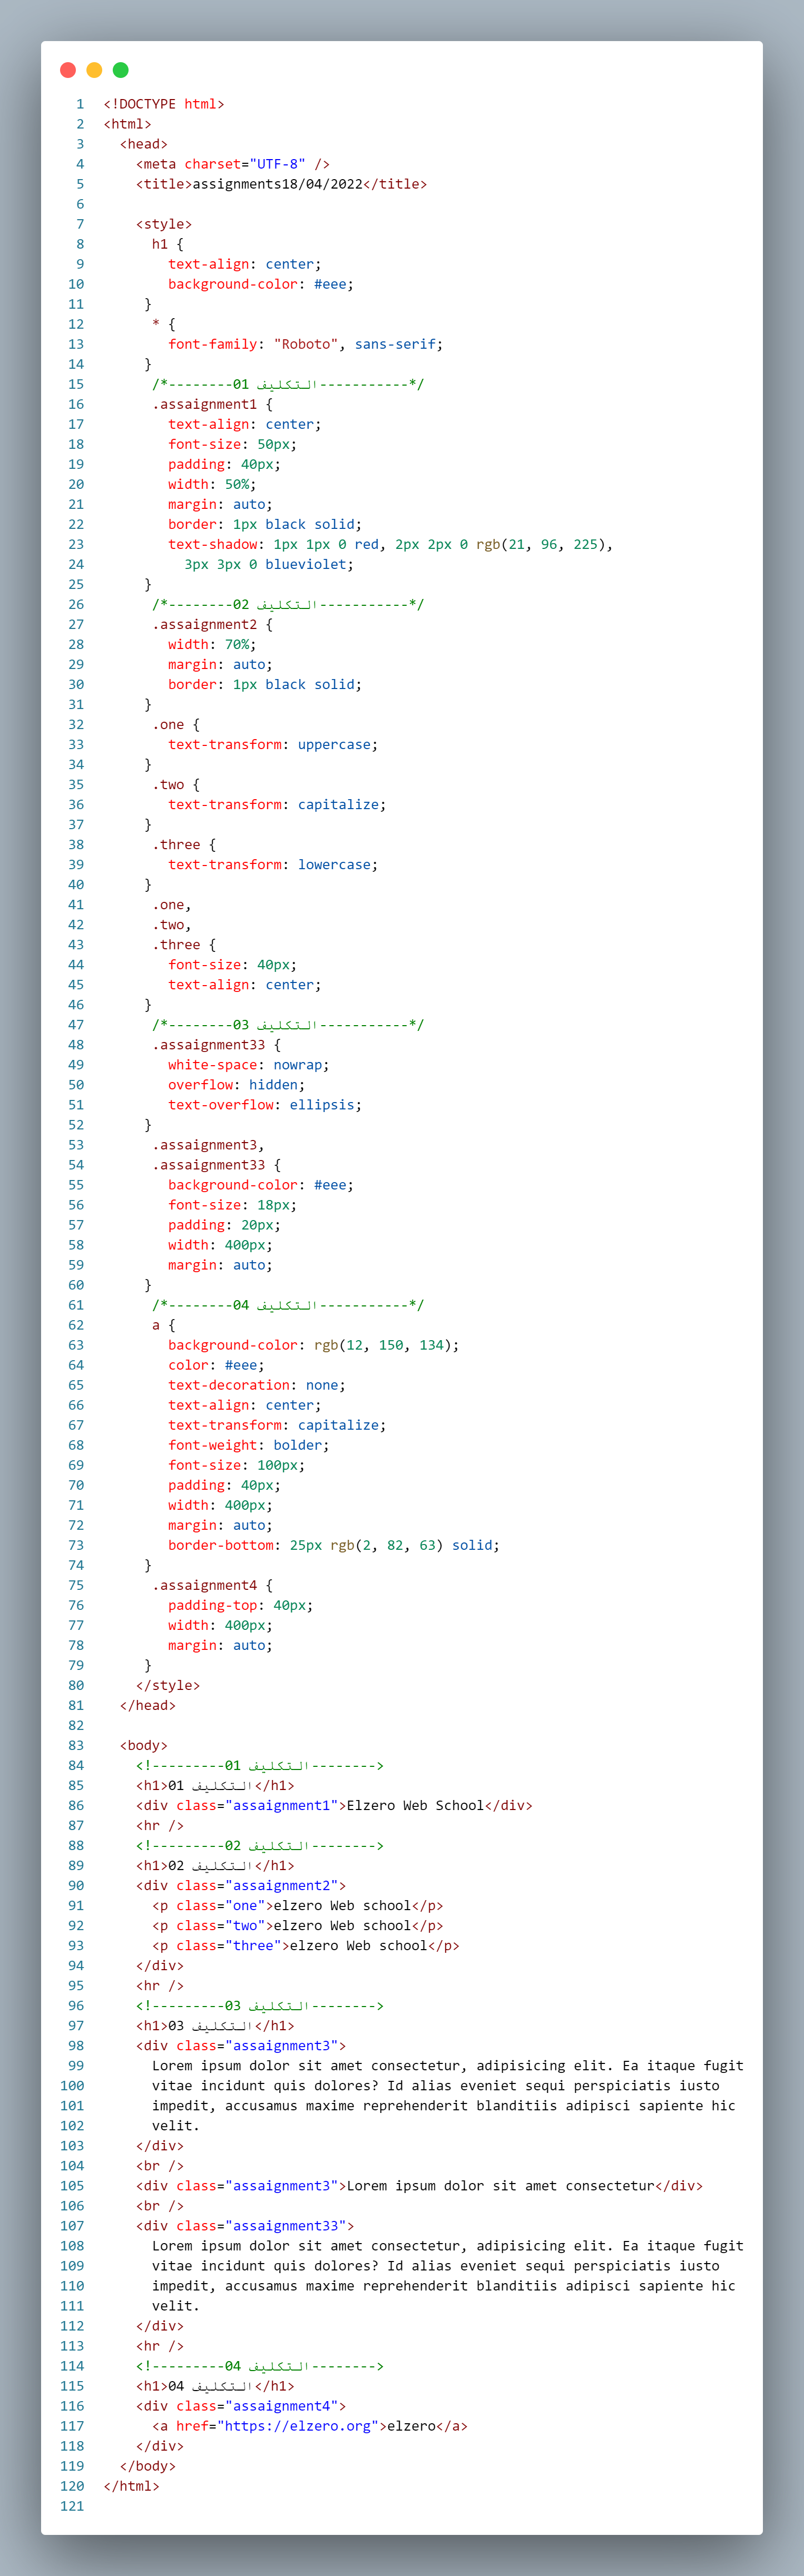 1 <!DOCTYPE html>
2 <html>
3   <head>
4     <meta charset="UTF-8" />
5     <title>assignments18/04/2022</title>
6
7     <style>
8       h1 {
9         text-align: center;
10         background-color: #eee;
11      }
12       * {
13         font-family: "Roboto", sans-serif;
14      }
15       /*--------01 التكليف-----------*/
16       .assaignment1 {
17         text-align: center;
18         font-size: 50px;
19         padding: 40px;
20         width: 50%;
21         margin: auto;
22         border: 1px black solid;
23         text-shadow: 1px 1px 0 red, 2px 2px 0 rgb(21, 96, 225),
24           3px 3px 0 blueviolet;
25      }
26       /*--------02 التكليف-----------*/
27       .assaignment2 {
28         width: 70%;
29         margin: auto;
30         border: 1px black solid;
31      }
32       .one {
33         text-transform: uppercase;
34      }
35       .two {
36         text-transform: capitalize;
37      }
38       .three {
39         text-transform: lowercase;
40      }
41       .one,
42       .two,
43       .three {
44         font-size: 40px;
45         text-align: center;
46      }
47       /*--------03 التكليف-----------*/
48       .assaignment33 {
49         white-space: nowrap;
50         overflow: hidden;
51         text-overflow: ellipsis;
52      }
53       .assaignment3,
54       .assaignment33 {
55         background-color: #eee;
56         font-size: 18px;
57         padding: 20px;
58         width: 400px;
59         margin: auto;
60      }
61       /*--------04 التكليف-----------*/
62       a {
63         background-color: rgb(12, 150, 134);
64         color: #eee;
65         text-decoration: none;
66         text-align: center;
67         text-transform: capitalize;
68         font-weight: bolder;
69         font-size: 100px;
70         padding: 40px;
71         width: 400px;
72         margin: auto;
73         border-bottom: 25px rgb(2, 82, 63) solid;
74      }
75       .assaignment4 {
76         padding-top: 40px;
77         width: 400px;
78         margin: auto;
79      }
80     </style>
81   </head>
82
83   <body>
84     <!---------01 التكليف-------->
85     <h1>01 التكليف</h1>
86     <div class="assaignment1">Elzero Web School</div>
87     <hr />
88     <!---------02 التكليف-------->
89     <h1>02 التكليف</h1>
90     <div class="assaignment2">
91       <p class="one">elzero Web school</p>
92       <p class="two">elzero Web school</p>
93       <p class="three">elzero Web school</p>
94     </div>
95     <hr />
96     <!---------03 التكليف-------->
97     <h1>03 التكليف</h1>
98     <div class="assaignment3">
99       Lorem ipsum dolor sit amet consectetur, adipisicing elit. Ea itaque fugit
100       vitae incidunt quis dolores? Id alias eveniet sequi perspiciatis iusto
101       impedit, accusamus maxime reprehenderit blanditiis adipisci sapiente hic
102       velit.
103     </div>
104     <br />
105     <div class="assaignment3">Lorem ipsum dolor sit amet consectetur</div>
106     <br />
107     <div class="assaignment33">
108       Lorem ipsum dolor sit amet consectetur, adipisicing elit. Ea itaque fugit
109       vitae incidunt quis dolores? Id alias eveniet sequi perspiciatis iusto
110       impedit, accusamus maxime reprehenderit blanditiis adipisci sapiente hic
111       velit.
112     </div>
113     <hr />
114     <!---------04 التكليف-------->
115     <h1>04 التكليف</h1>
116     <div class="assaignment4">
117       <a href="https://elzero.org">elzero</a>
118     </div>
119   </body>
120 </html>
121